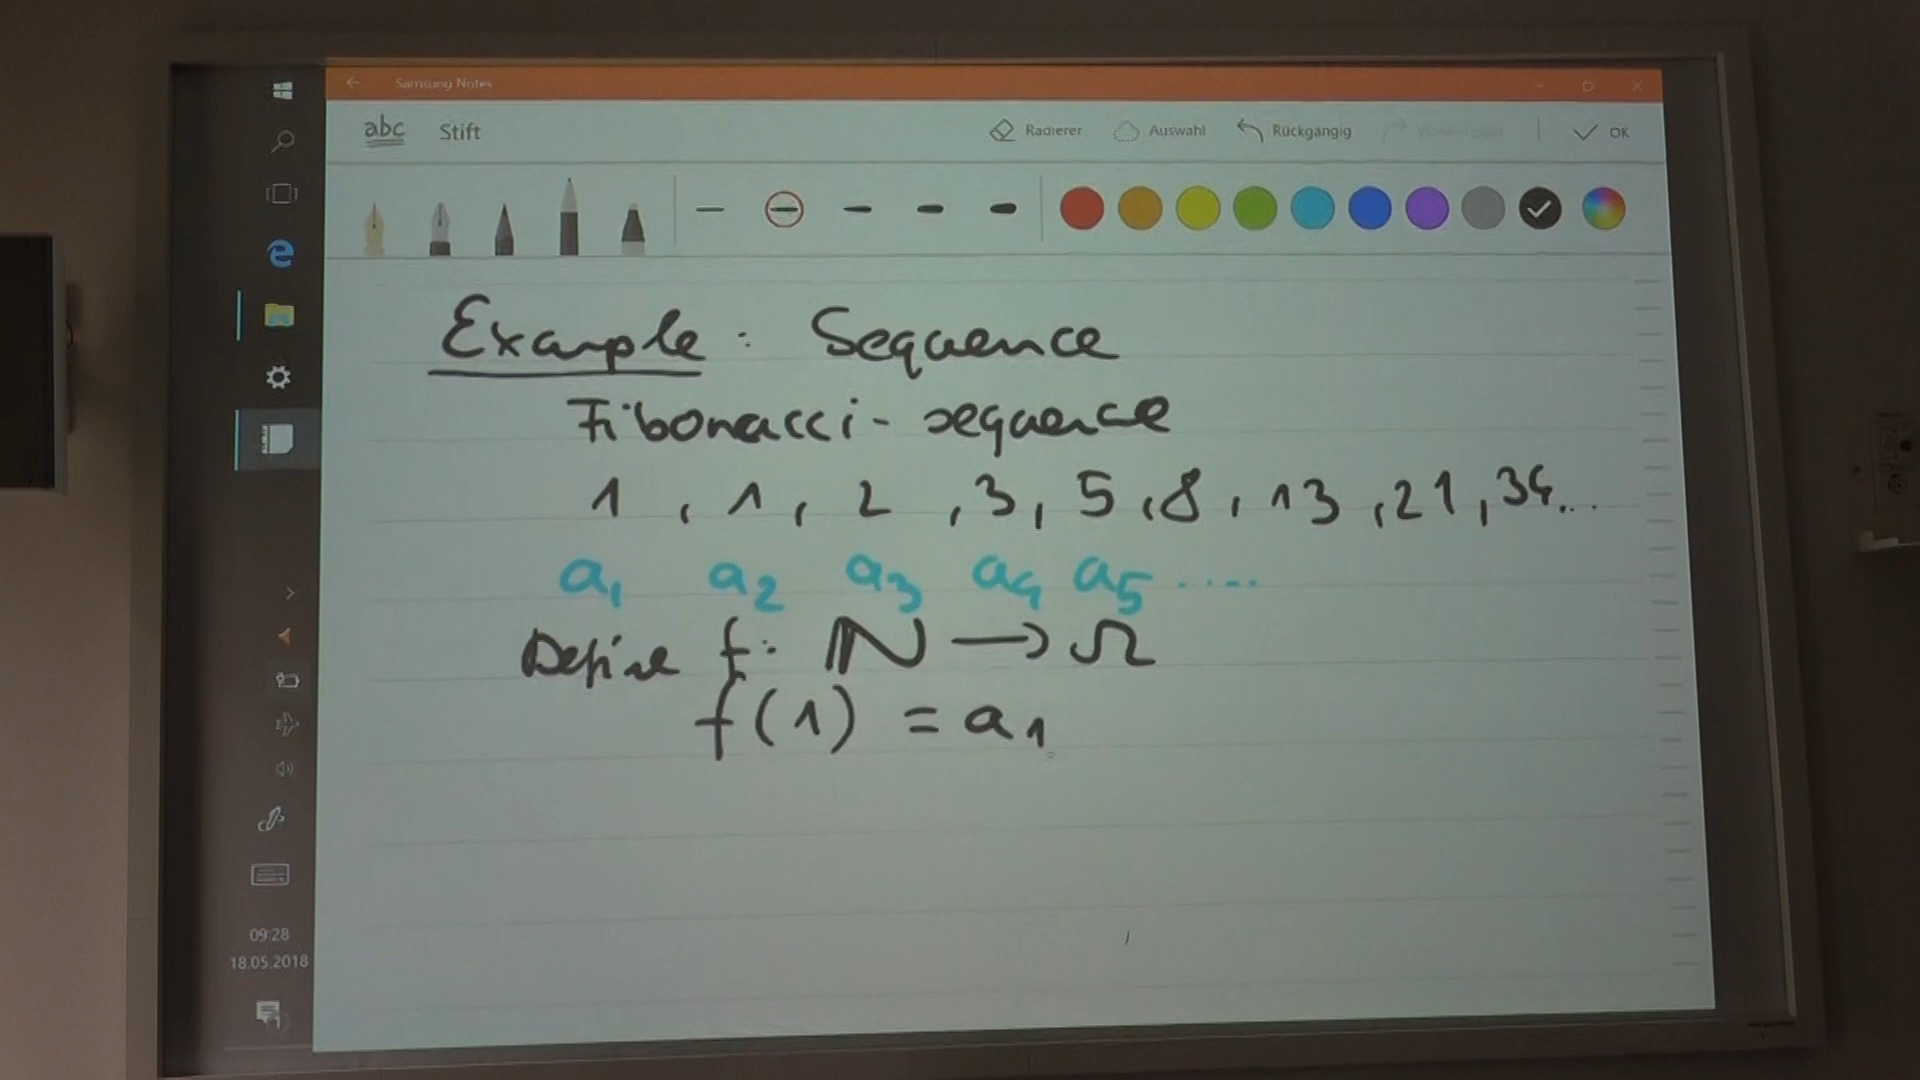 Samsung Notes
abc Stift Radierer Auswahl Rückgängig OK
Example: Sequence
Fibonacci-sequence
1, 1, 2, 3, 5, 8, 13, 21, 34...
a1 a2 a3 a4 a5 .....
Define f: ℕ → Ω
f(1) = a1
09:28
18.05.2018